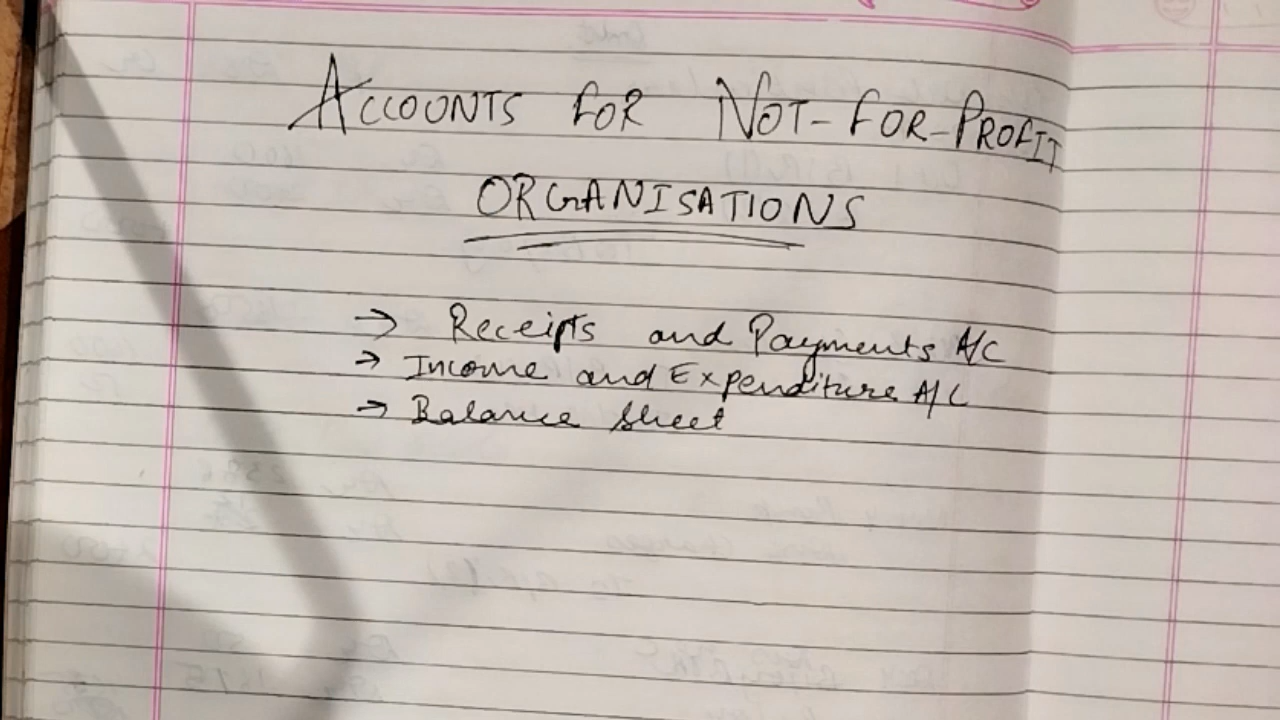 ACCOUNTS FOR NOT-FOR-PROFIT
ORGANISATIONS
→ Receipts and Payments A/C
→ Income and Expenditure A/C
→ Balance Sheet